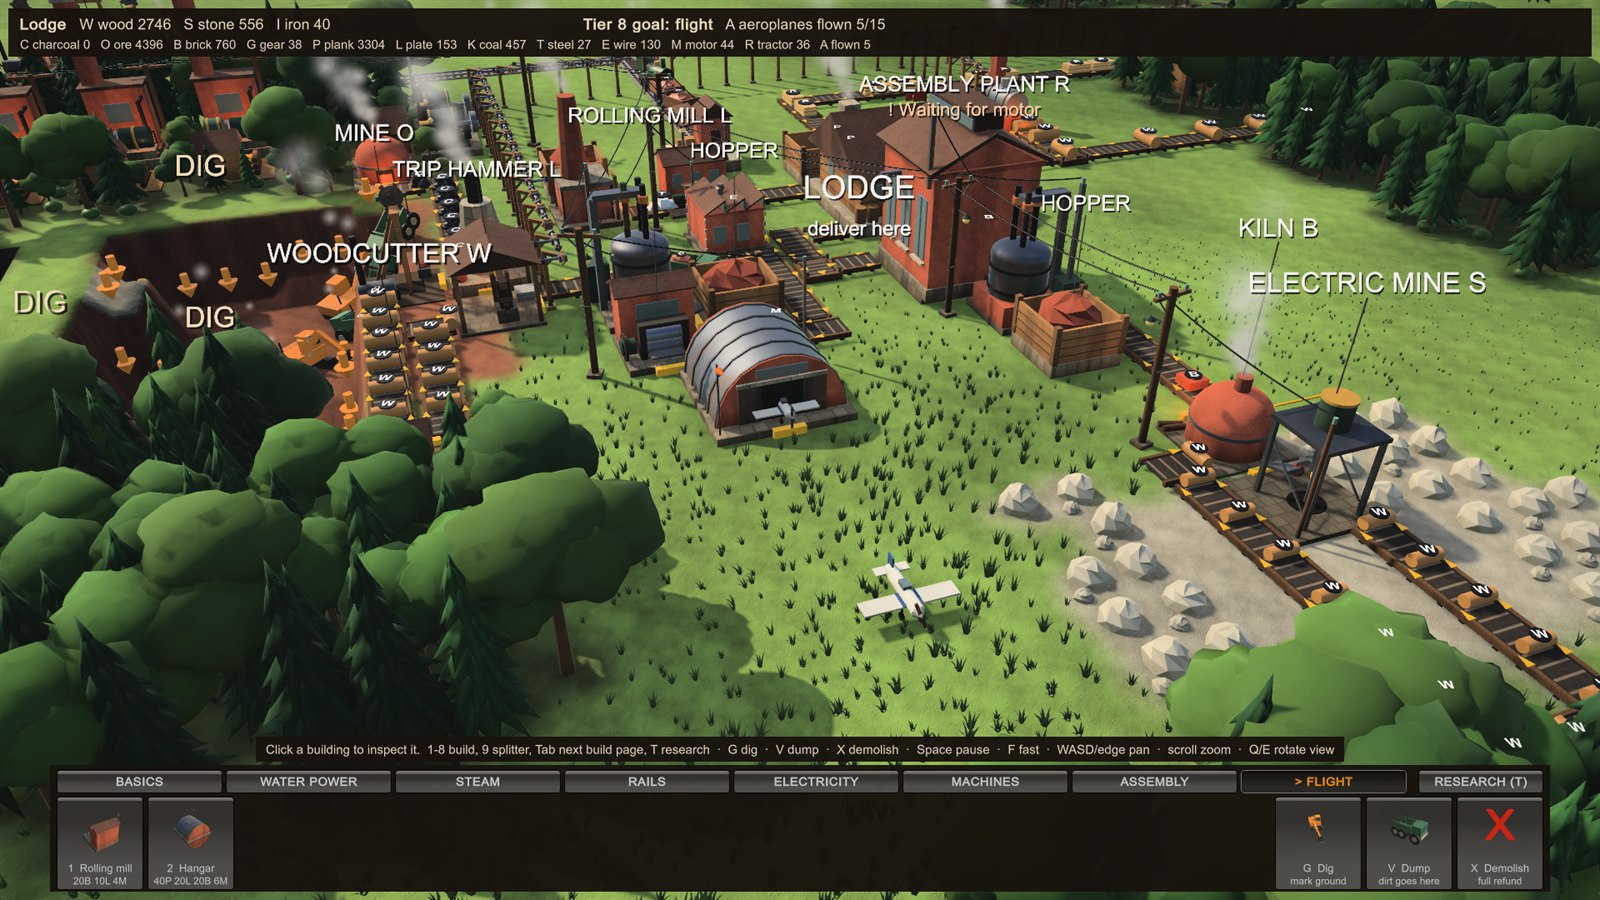 Lodge W wood 2746 S stone 556 I iron 40
Tier 8 goal: flight A aeroplanes flown 5/15
C charcoal 0 O ore 4396 B brick 760 G gear 38 P plank 3304 L plate 153 K coal 457 T steel 27 E wire 130 M motor 44 R tractor 36 A flown 5
ASSEMBLY PLANT R
! Waiting for motor
ROLLING MILL L
MINE O
HOPPER
DIG
TRIP HAMMER L
LODGE
deliver here
HOPPER
KILN B
WOODCUTTER W
ELECTRIC MINE S
DIG
DIG
Click a building to inspect it. 1-8 build, 9 splitter, Tab next build page, T research · G dig · V dump · X demolish · Space pause · F fast · WASD/edge pan · scroll zoom · Q/E rotate view
BASICS
WATER POWER
STEAM
RAILS
ELECTRICITY
MACHINES
ASSEMBLY
> FLIGHT
RESEARCH (T)
1 Rolling mill
20B 10L 4M
2 Hangar
40P 20L 20B 6M
G Dig
mark ground
V Dump
dirt goes here
X Demolish
full refund